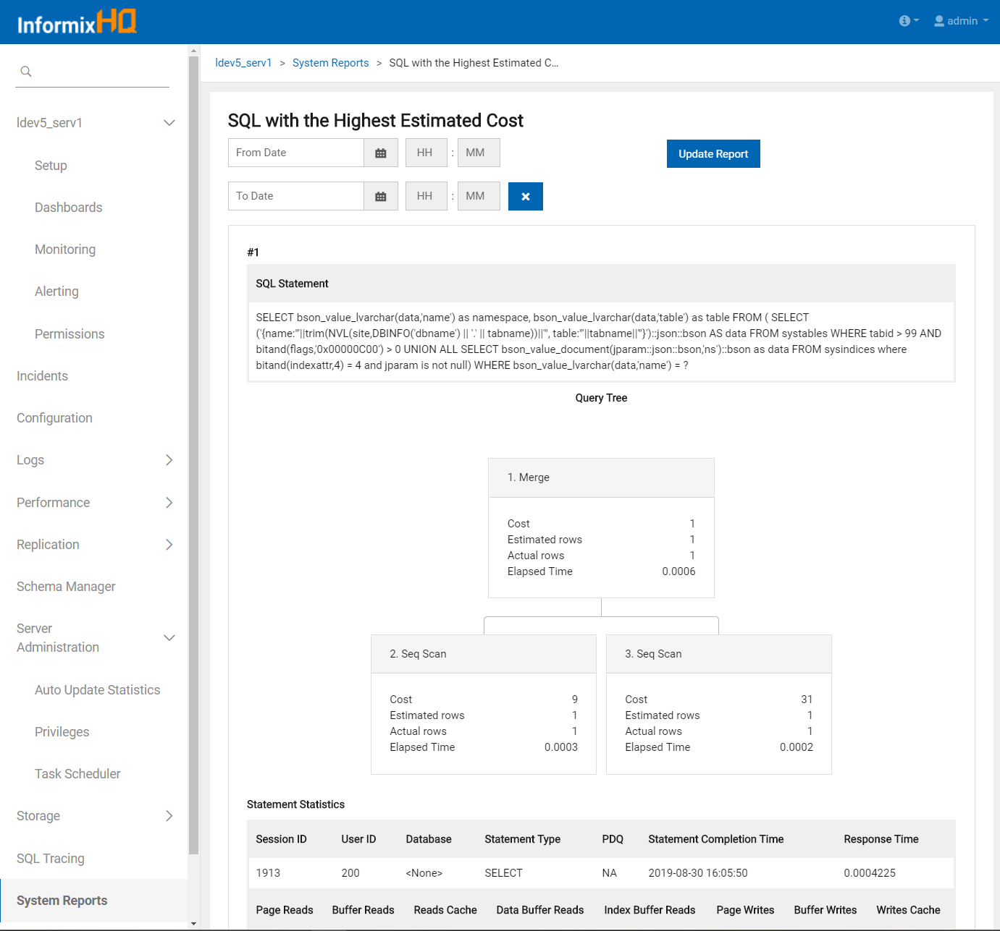 InformixHQ
admin
ldev5_serv1 > System Reports > SQL with the Highest Estimated C...
ldev5_serv1
Setup
Dashboards
Monitoring
Alerting
Permissions
Incidents
Configuration
Logs
Performance
Replication
Schema Manager
Server
Administration
Auto Update Statistics
Privileges
Task Scheduler
Storage
SQL Tracing
System Reports
SQL with the Highest Estimated Cost
From Date HH : MM Update Report
To Date HH : MM
#1
SQL Statement
SELECT bson_value_lvarchar(data,'name') as namespace, bson_value_lvarchar(data,'table') as table FROM ( SELECT
('{name:"'||trim(NVL(site,DBINFO('dbname') || '.' || tabname))||'", table:"'||tabname||'"}')::json::bson AS data FROM systables WHERE tabid > 99 AND
bitand(flags,'0x00000C00') > 0 UNION ALL SELECT bson_value_document(jparam::json::bson,'ns')::bson as data FROM sysindices where
bitand(indexattr,4) = 4 and jparam is not null) WHERE bson_value_lvarchar(data,'name') = ?
Query Tree
1. Merge
Cost 1
Estimated rows 1
Actual rows 1
Elapsed Time 0.0006
2. Seq Scan
Cost 9
Estimated rows 1
Actual rows 1
Elapsed Time 0.0003
3. Seq Scan
Cost 31
Estimated rows 1
Actual rows 1
Elapsed Time 0.0002
Statement Statistics
Session ID User ID Database Statement Type PDQ Statement Completion Time Response Time
1913 200 <None> SELECT NA 2019-08-30 16:05:50 0.0004225
Page Reads Buffer Reads Reads Cache Data Buffer Reads Index Buffer Reads Page Writes Buffer Writes Writes Cache